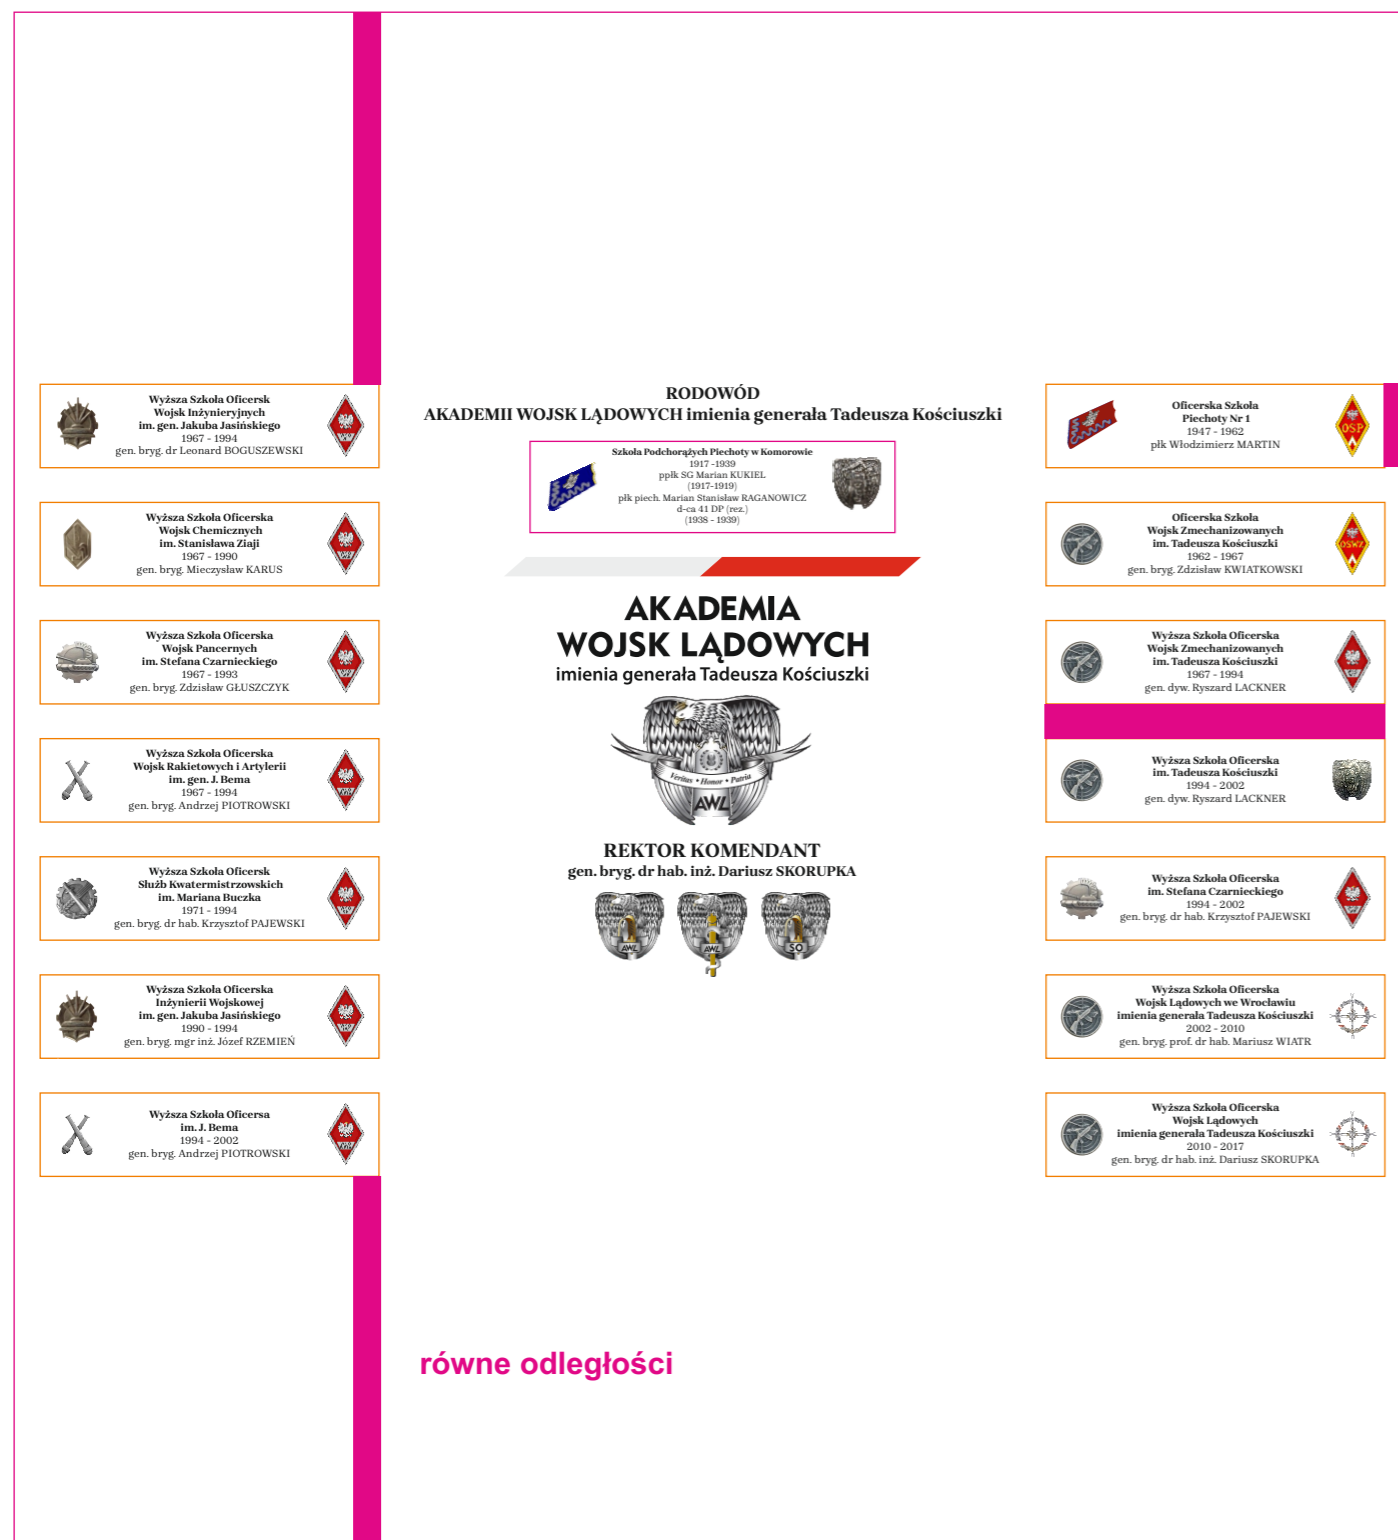 Wyższa Szkoła Oficersk
Wojsk Inżynieryjnych
im. gen. Jakuba Jasińskiego
1967 - 1994
gen. bryg. dr Leonard BOGUSZEWSKI
Wyższa Szkoła Oficerska
Wojsk Chemicznych
im. Stanisława Ziaji
1967 - 1990
gen. bryg. Mieczysław KARUS
Wyższa Szkoła Oficerska
Wojsk Pancernych
im. Stefana Czarnieckiego
1967 - 1993
gen. bryg. Zdzisław GŁUSZCZYK
Wyższa Szkoła Oficerska
Wojsk Rakietowych i Artylerii
im. gen. J. Bema
1967 - 1994
gen. bryg. Andrzej PIOTROWSKI
Wyższa Szkoła Oficersk
Służb Kwatermistrzowskich
im. Mariana Buczka
1971 - 1994
gen. bryg. dr hab. Krzysztof PAJEWSKI
Wyższa Szkoła Oficerska
Inżynierii Wojskowej
im. gen. Jakuba Jasińskiego
1990 - 1994
gen. bryg. mgr inż. Józef RZEMIEŃ
Wyższa Szkoła Oficersa
im. J. Bema
1994 - 2002
gen. bryg. Andrzej PIOTROWSKI
RODOWÓD
AKADEMII WOJSK LĄDOWYCH imienia generała Tadeusza Kościuszki
Szkoła Podchorążych Piechoty w Komorowie
1917 -1939
ppłk SG Marian KUKIEL
(1917-1919)
płk piech. Marian Stanisław RAGANOWICZ
d-ca 41 DP (rez.)
(1938 - 1939)
AKADEMIA
WOJSK LĄDOWYCH
imienia generała Tadeusza Kościuszki
Veritas • Honor • Patria
AWL
REKTOR KOMENDANT
gen. bryg. dr hab. inż. Dariusz SKORUPKA
AWL
AWL
SO
Oficerska Szkoła
Piechoty Nr 1
1947 - 1962
płk Włodzimierz MARTIN
OSP
Oficerska Szkoła
Wojsk Zmechanizowanych
im. Tadeusza Kościuszki
1962 - 1967
gen. bryg. Zdzisław KWIATKOWSKI
OSWZ
Wyższa Szkoła Oficerska
Wojsk Zmechanizowanych
im. Tadeusza Kościuszki
1967 - 1994
gen. dyw. Ryszard LACKNER
Wyższa Szkoła Oficerska
im. Tadeusza Kościuszki
1994 - 2002
gen. dyw. Ryszard LACKNER
Wyższa Szkoła Oficerska
im. Stefana Czarnieckiego
1994 - 2002
gen. bryg. dr hab. Krzysztof PAJEWSKI
Wyższa Szkoła Oficerska
Wojsk Lądowych we Wrocławiu
imienia generała Tadeusza Kościuszki
2002 - 2010
gen. bryg. prof. dr hab. Mariusz WIATR
Wyższa Szkoła Oficerska
Wojsk Lądowych
imienia generała Tadeusza Kościuszki
2010 - 2017
gen. bryg. dr hab. inż. Dariusz SKORUPKA
równe odległości